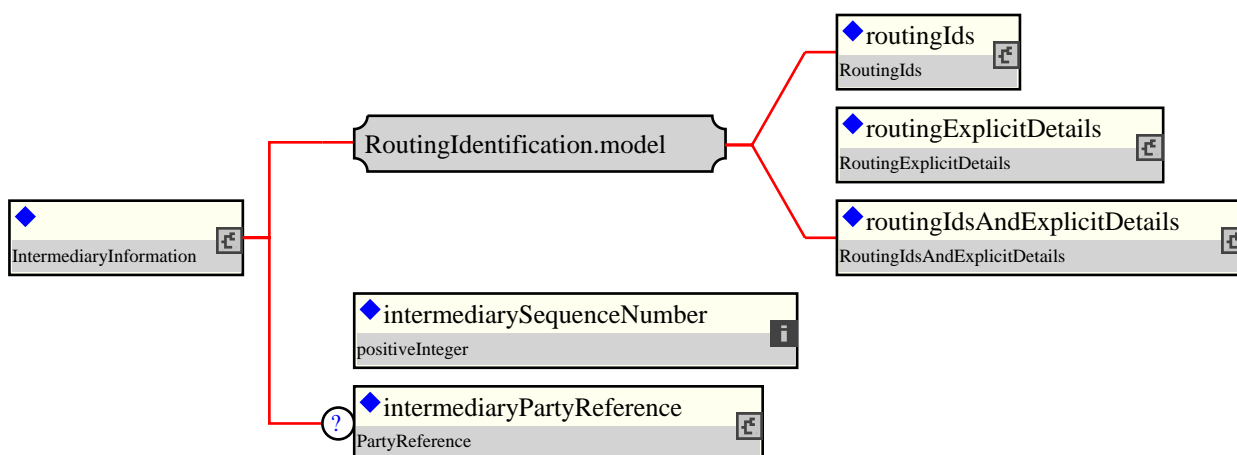 routingIds
RoutingIds
routingExplicitDetails
RoutingExplicitDetails
RoutingIdentification.model
routingIdsAndExplicitDetails
RoutingIdsAndExplicitDetails
IntermediaryInformation
intermediarySequenceNumber
positiveInteger
i
? intermediaryPartyReference
PartyReference